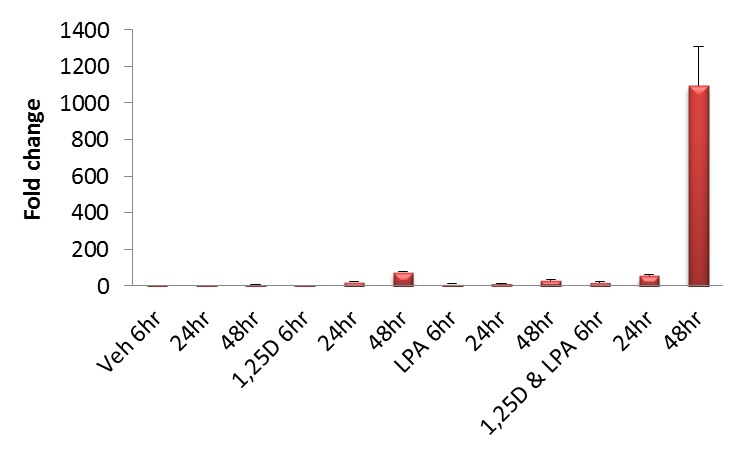 1400
1200
1000
800
600
400
200
0
Fold change
Veh 6hr
24hr
48hr
1,25D 6hr
24hr
48hr
LPA 6hr
24hr
48hr
1,25D & LPA 6hr
24hr
48hr